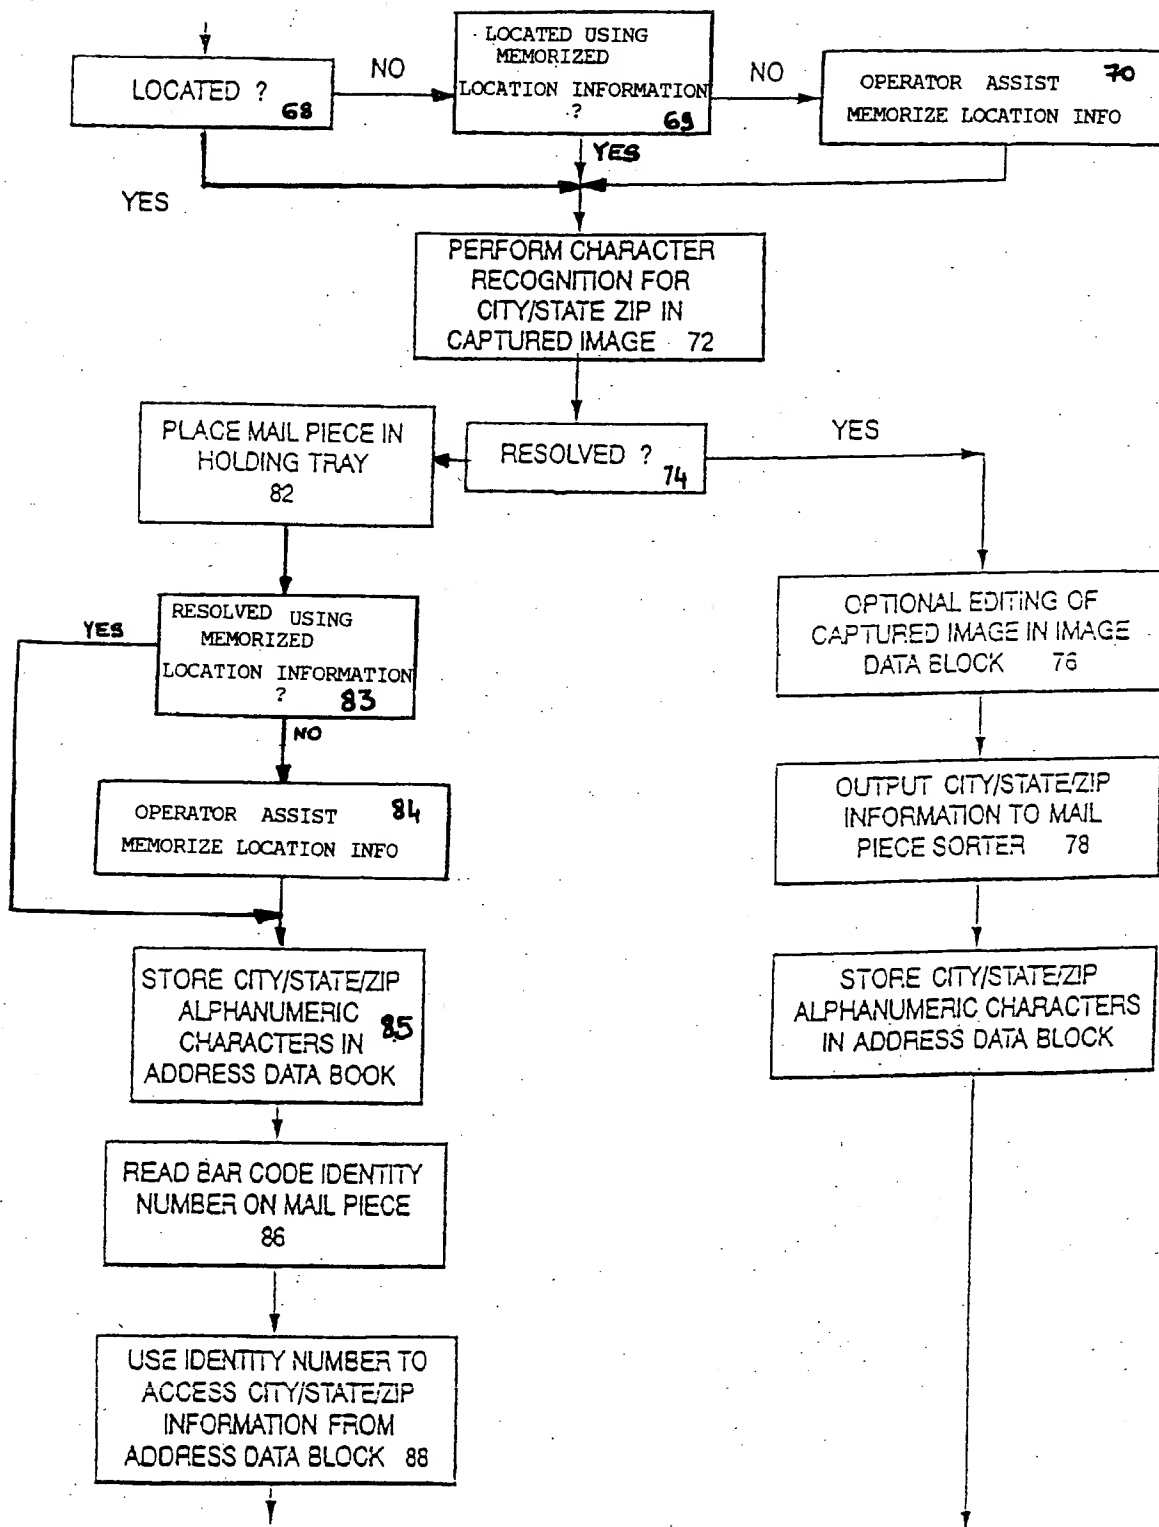 LOCATED ?
68
NO
LOCATED USING
MEMORIZED
LOCATION INFORMATION
?
69
NO
OPERATOR ASSIST 70
MEMORIZE LOCATION INFO
YES
YES
PERFORM CHARACTER
RECOGNITION FOR
CITY/STATE ZIP IN
CAPTURED IMAGE 72
RESOLVED ?
74
YES
PLACE MAIL PIECE IN
HOLDING TRAY
82
RESOLVED USING
MEMORIZED
LOCATION INFORMATION
? 83
YES
NO
OPERATOR ASSIST 84
MEMORIZE LOCATION INFO
STORE CITY/STATE/ZIP
ALPHANUMERIC
CHARACTERS IN 85
ADDRESS DATA BOOK
READ BAR CODE IDENTITY
NUMBER ON MAIL PIECE
86
USE IDENTITY NUMBER TO
ACCESS CITY/STATE/ZIP
INFORMATION FROM
ADDRESS DATA BLOCK 88
OPTIONAL EDITING OF
CAPTURED IMAGE IN IMAGE
DATA BLOCK 76
OUTPUT CITY/STATE/ZIP
INFORMATION TO MAIL
PIECE SORTER 78
STORE CITY/STATE/ZIP
ALPHANUMERIC CHARACTERS
IN ADDRESS DATA BLOCK